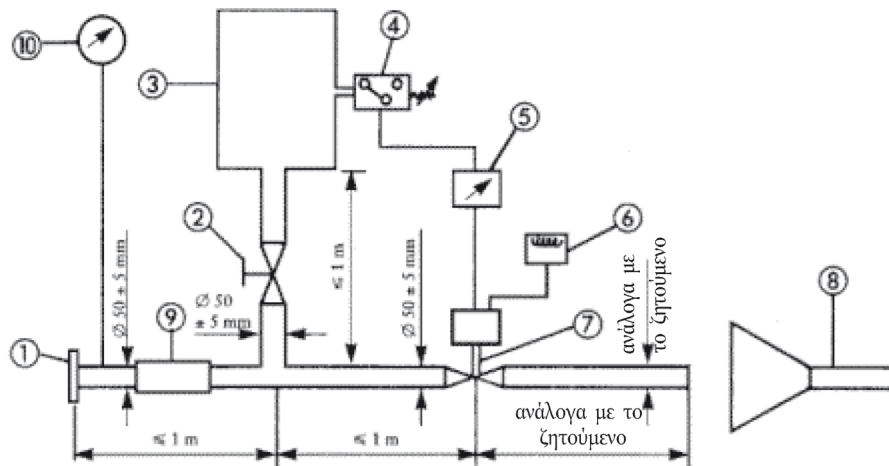 10
4
3
5
2
6
≤ 1 m
Ø 50 ± 5 mm
Ø 50
± 5 mm
Ø 50 ± 5 mm
ανάλογα με
το ζητούμενο
8
9
7
1
ανάλογα με το
ζητούμενο
≤ 1 m
≤ 1 m